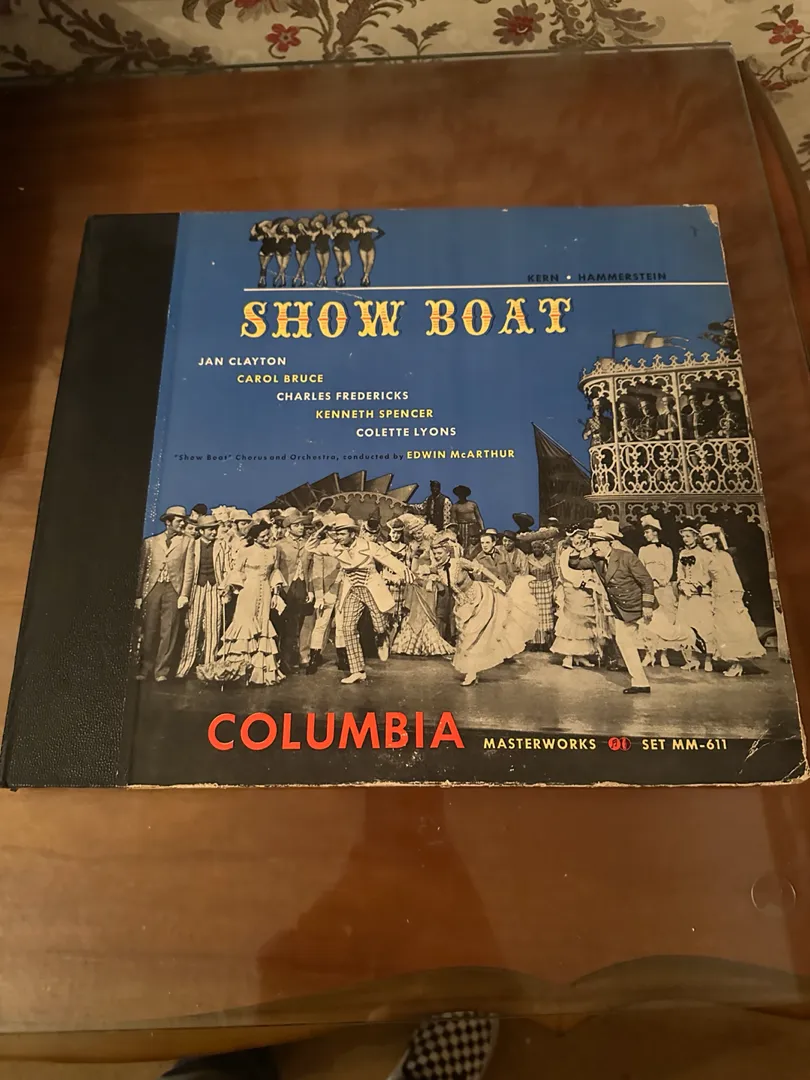 KERN • HAMMERSTEIN
SHOW BOAT
JAN CLAYTON
CAROL BRUCE
CHARLES FREDERICKS
KENNETH SPENCER
COLETTE LYONS
"Show Boat" Chorus and Orchestra, conducted by EDWIN McARTHUR
COLUMBIA MASTERWORKS SET MM-611